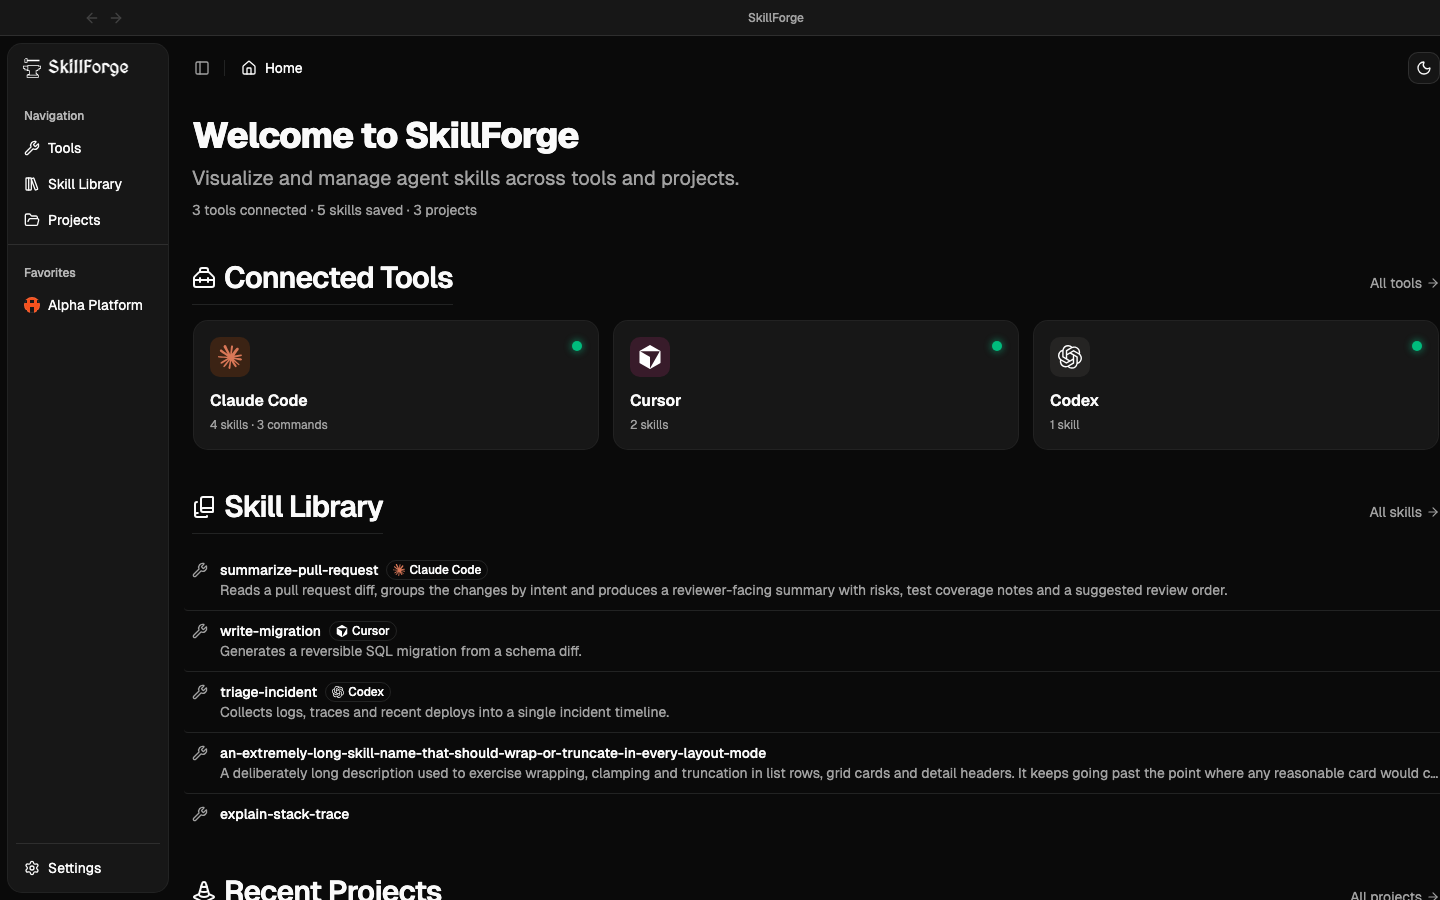 SkillForge
SkillForge
Home
Navigation
Tools
Skill Library
Projects
Favorites
Alpha Platform
Settings
Welcome to SkillForge
Visualize and manage agent skills across tools and projects.
3 tools connected · 5 skills saved · 3 projects
Connected Tools
All tools →
Claude Code
4 skills · 3 commands
Cursor
2 skills
Codex
1 skill
Skill Library
All skills →
summarize-pull-request Claude Code
Reads a pull request diff, groups the changes by intent and produces a reviewer-facing summary with risks, test coverage notes and a suggested review order.
write-migration Cursor
Generates a reversible SQL migration from a schema diff.
triage-incident Codex
Collects logs, traces and recent deploys into a single incident timeline.
an-extremely-long-skill-name-that-should-wrap-or-truncate-in-every-layout-mode
A deliberately long description used to exercise wrapping, clamping and truncation in list rows, grid cards and detail headers. It keeps going past the point where any reasonable card would c...
explain-stack-trace
Recent Projects
All projects →